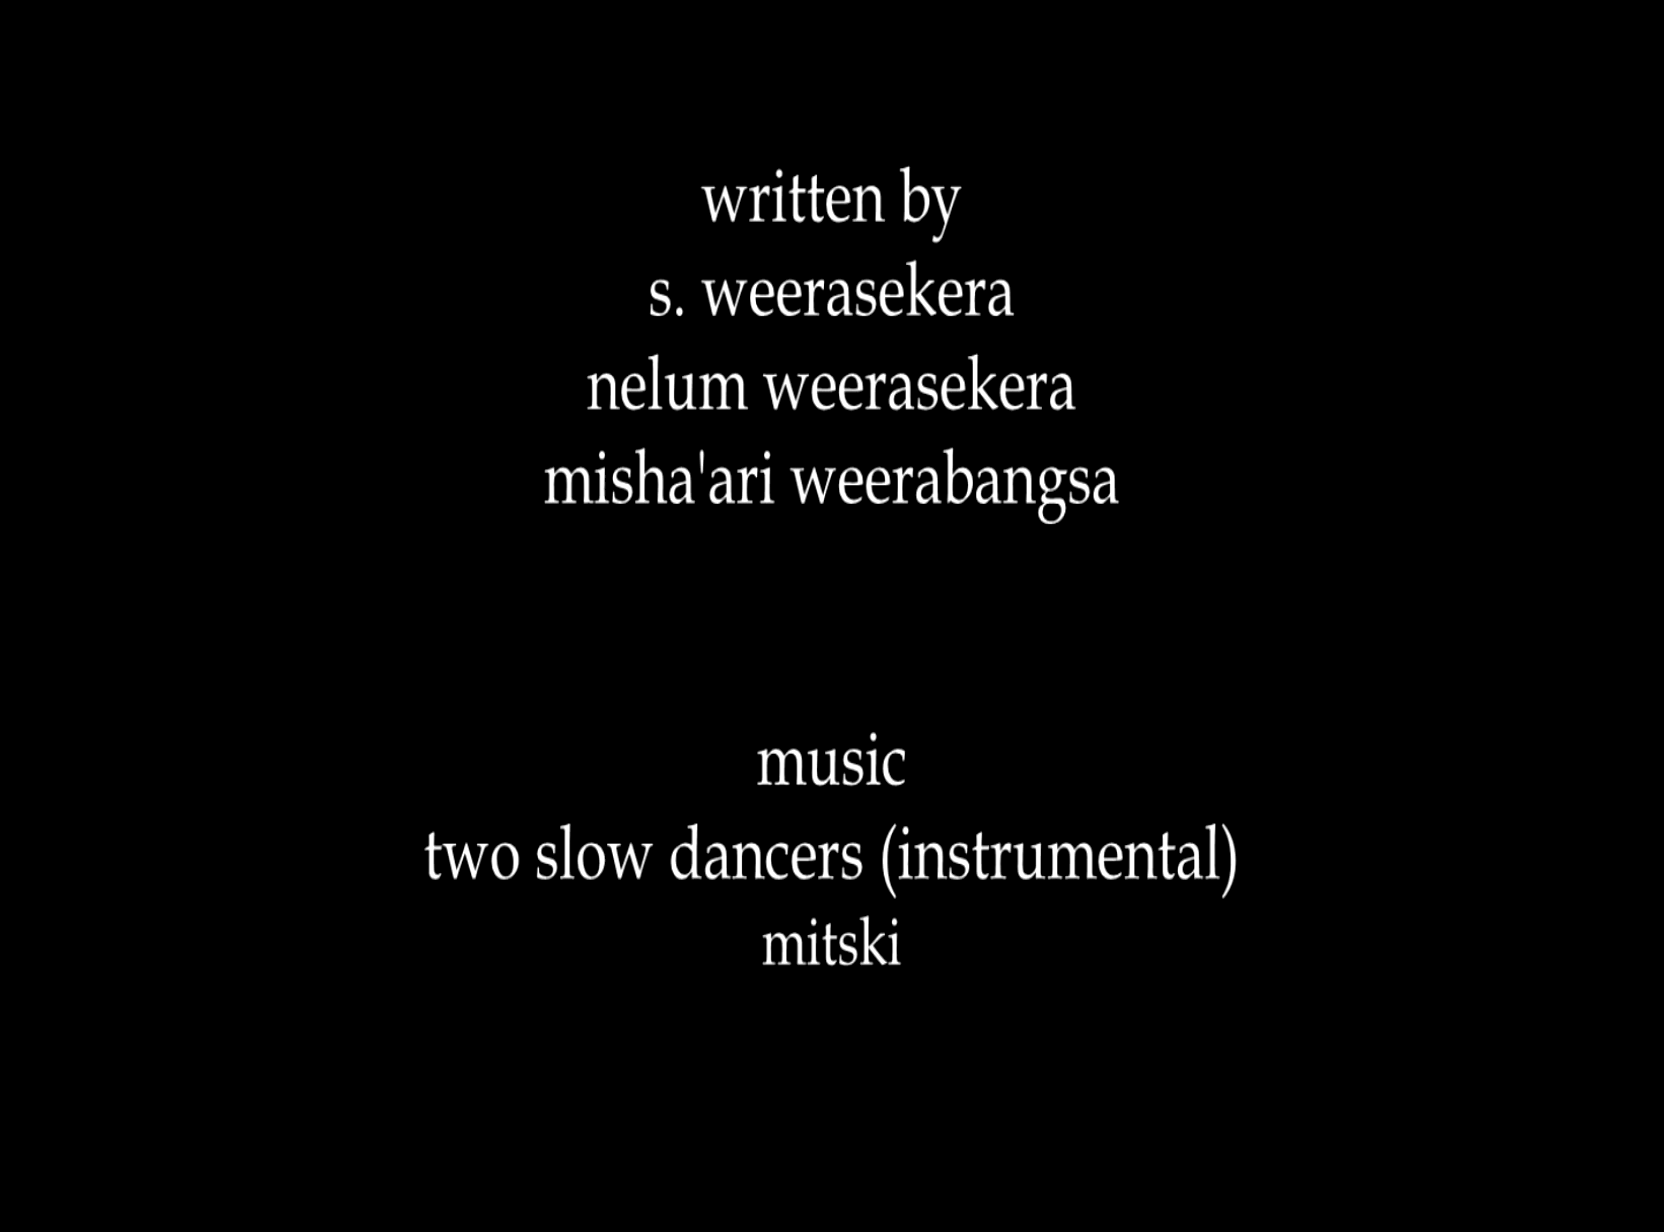 written by
s. weerasekera
nelum weerasekera
misha'ari weerabangsa
music
two slow dancers (instrumental)
mitski